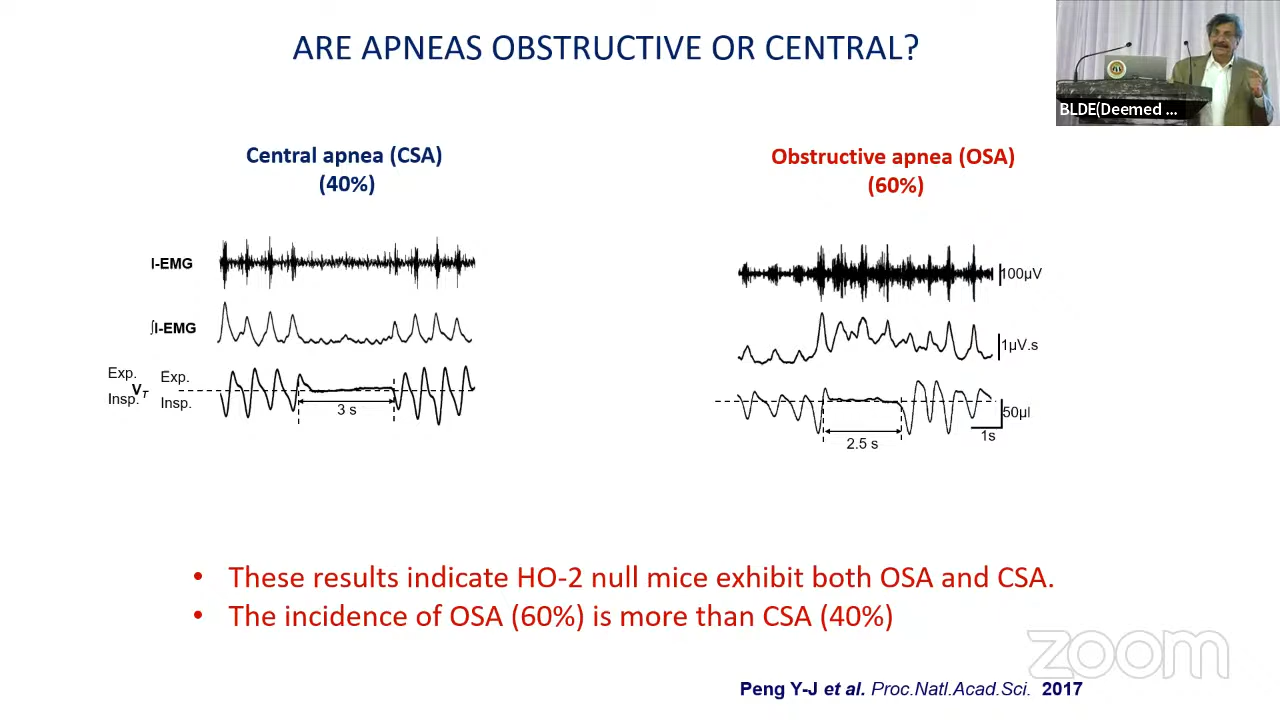 ARE APNEAS OBSTRUCTIVE OR CENTRAL?
BLDE(Deemed ...
Central apnea (CSA)
(40%)
I-EMG
∫I-EMG
Exp.
Exp.
VT
Insp.
Insp.
3 s
Obstructive apnea (OSA)
(60%)
100µV
1µV.s
50µl
1s
2.5 s
• These results indicate HO-2 null mice exhibit both OSA and CSA.
• The incidence of OSA (60%) is more than CSA (40%)
zoom
Peng Y-J et al. Proc.Natl.Acad.Sci. 2017